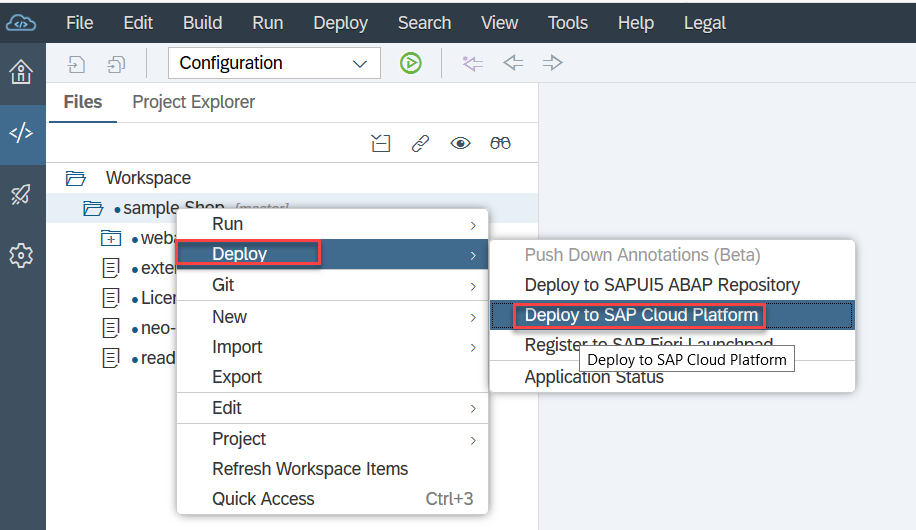 File Edit Build Run Deploy Search View Tools Help Legal
Configuration
Files Project Explorer
Workspace
sample Shop [master]
Run
Deploy
Git
New
Import
Export
Edit
Project
Refresh Workspace Items
Quick Access Ctrl+3
Push Down Annotations (Beta)
Deploy to SAPUI5 ABAP Repository
Deploy to SAP Cloud Platform
Register to SAP Fiori Launchpad
Deploy to SAP Cloud Platform
Application Status
weba
exte
Licen
neo-
read